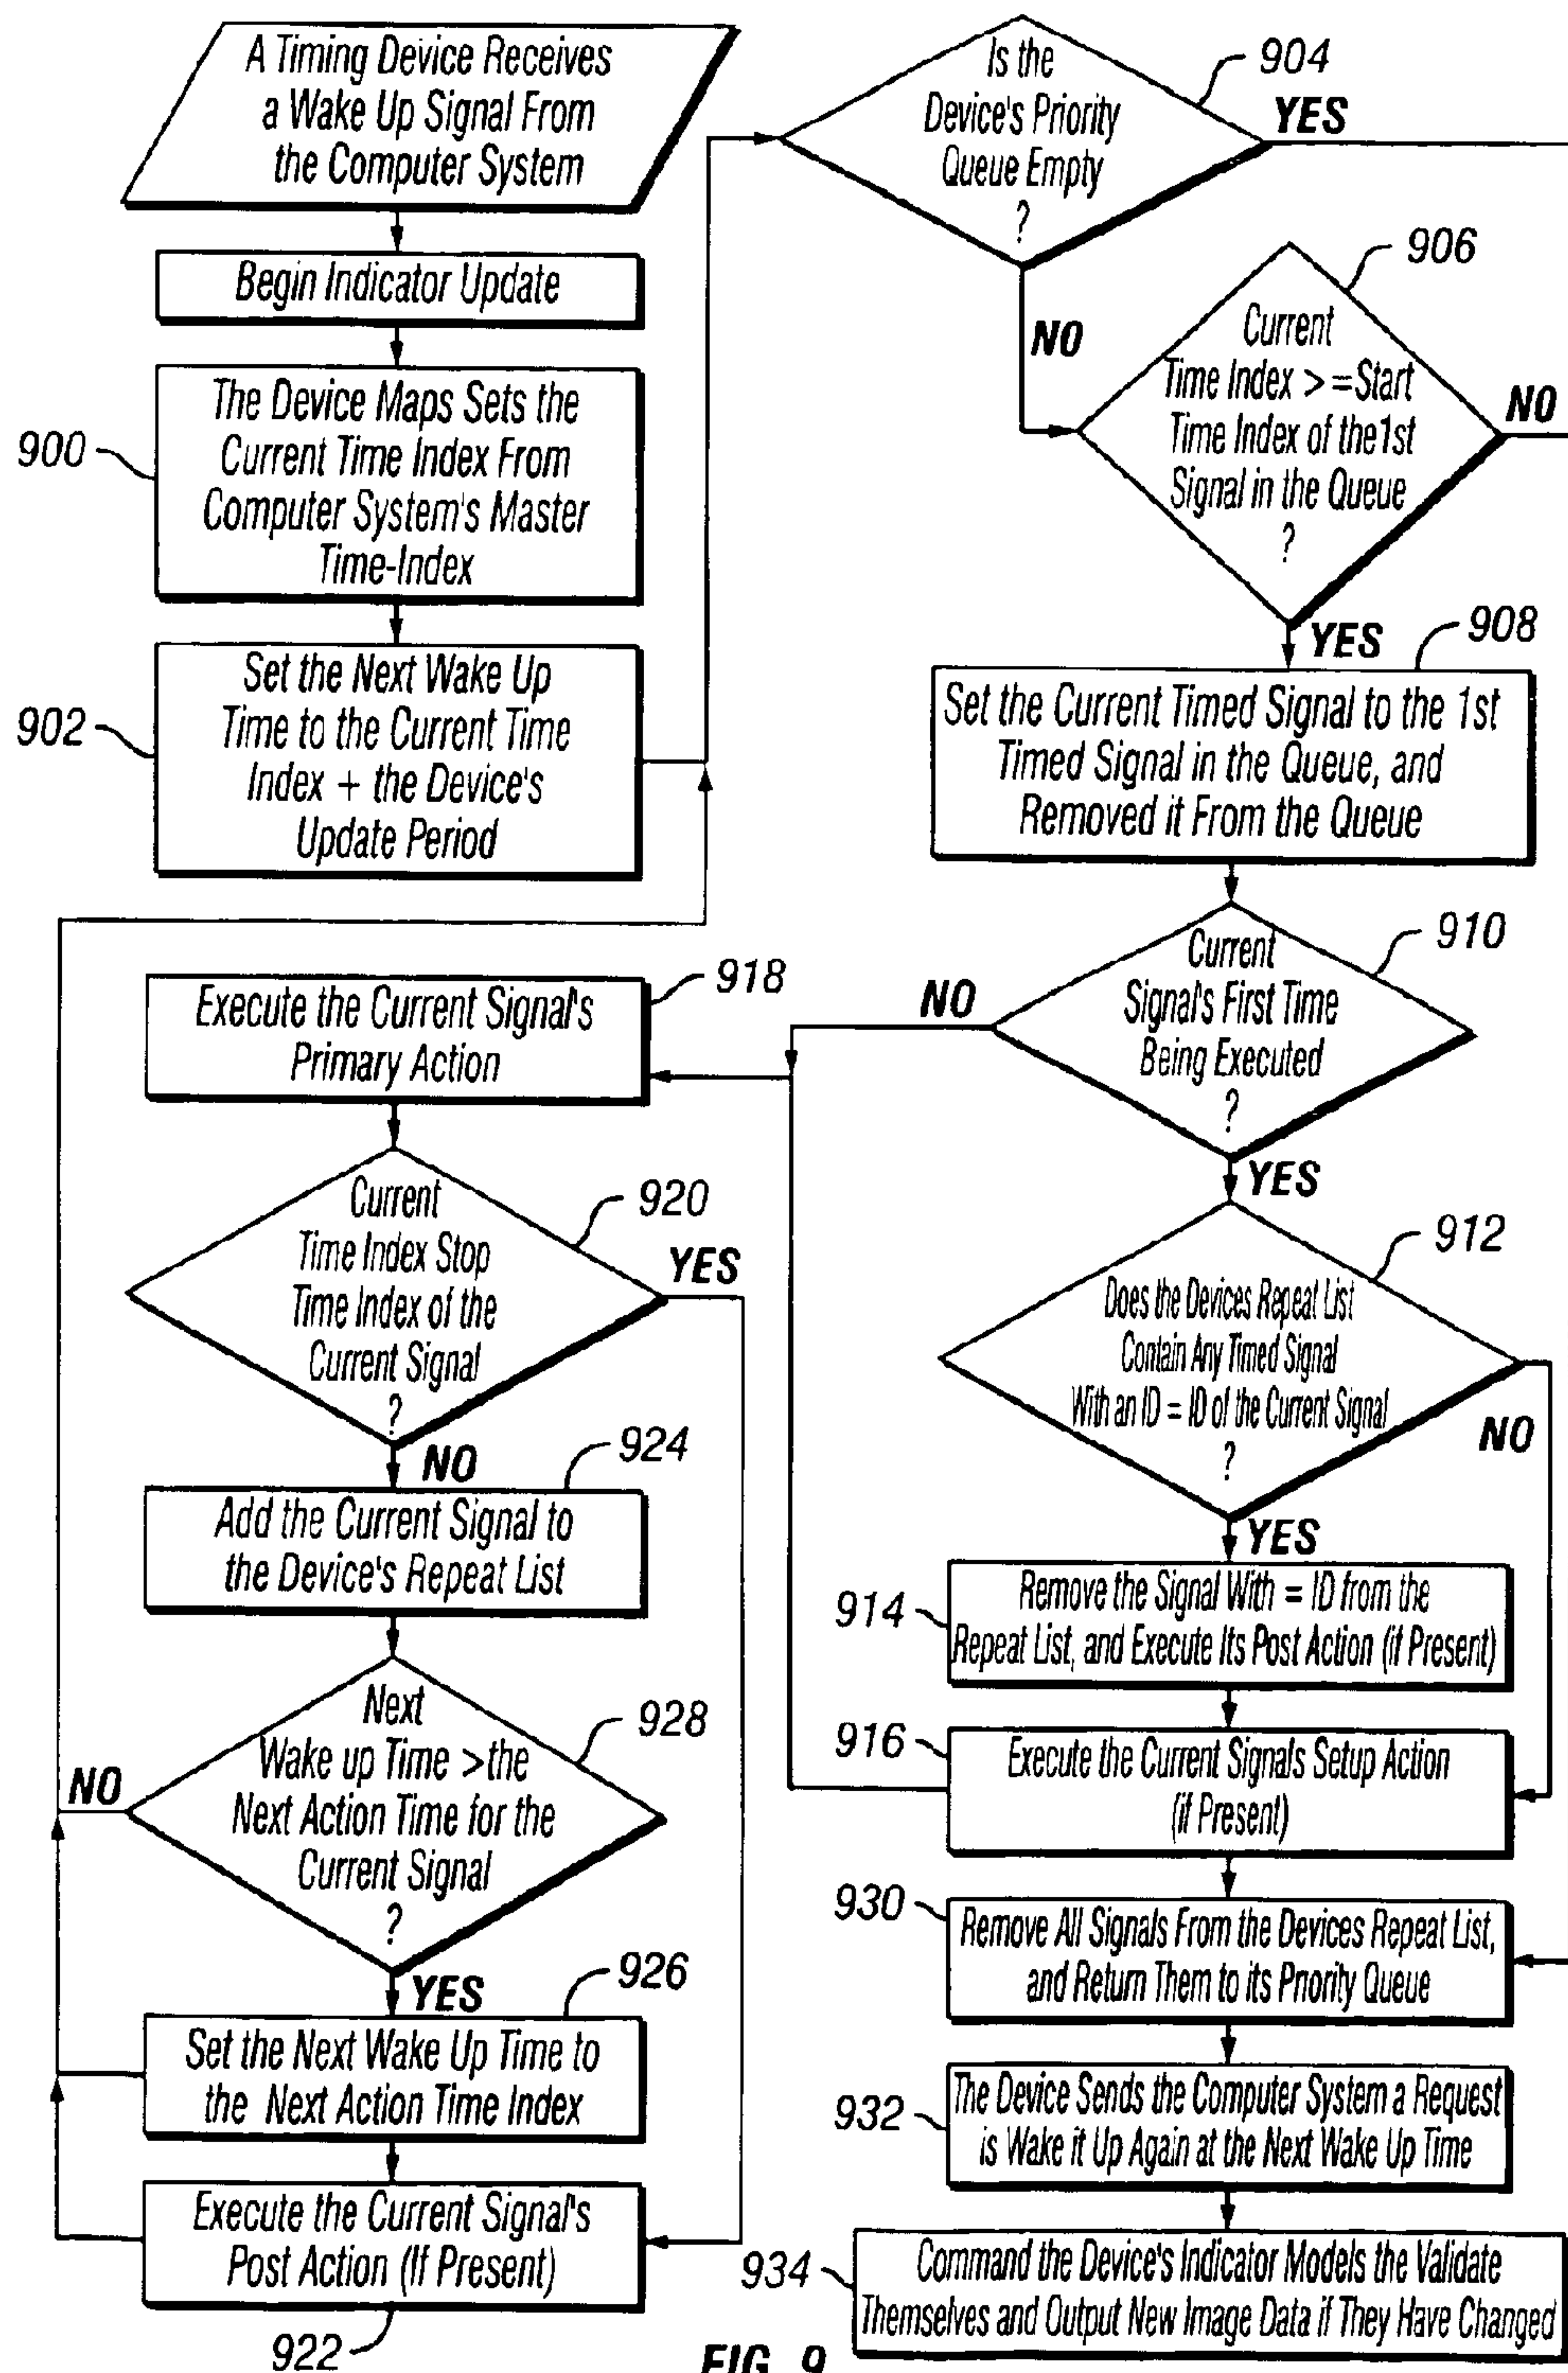 A Timing Device Receives
a Wake Up Signal From
the Computer System
Begin Indicator Update
900
The Device Maps Sets the
Current Time Index From
Computer System's Master
Time-Index
902
Set the Next Wake Up
Time to the Current Time
Index + the Device's
Update Period
904
Is the
Device's Priority
Queue Empty
?
YES
NO
906
Current
Time Index > =Start
Time Index of the1st
Signal in the Queue
?
NO
YES
908
Set the Current Timed Signal to the 1st
Timed Signal in the Queue, and
Removed it From the Queue
910
Current
Signal's First Time
Being Executed
?
NO
YES
912
Does the Devices Repeat List
Contain Any Timed Signal
With an ID = ID of the Current Signal
?
NO
YES
914
Remove the Signal With = ID from the
Repeat List, and Execute Its Post Action (if Present)
916
Execute the Current Signals Setup Action
(if Present)
918
Execute the Current Signal's
Primary Action
920
Current
Time Index Stop
Time Index of the
Current Signal
?
YES
NO
924
Add the Current Signal to
the Device's Repeat List
928
Next
Wake up Time >the
Next Action Time for the
Current Signal
?
NO
YES
926
Set the Next Wake Up Time to
the Next Action Time Index
Execute the Current Signal's
Post Action (If Present)
922
930
Remove All Signals From the Devices Repeat List,
and Return Them to its Priority Queue
932
The Device Sends the Computer System a Request
is Wake it Up Again at the Next Wake Up Time
934
Command the Device's Indicator Models the Validate
Themselves and Output New Image Data if They Have Changed
FIG. 9